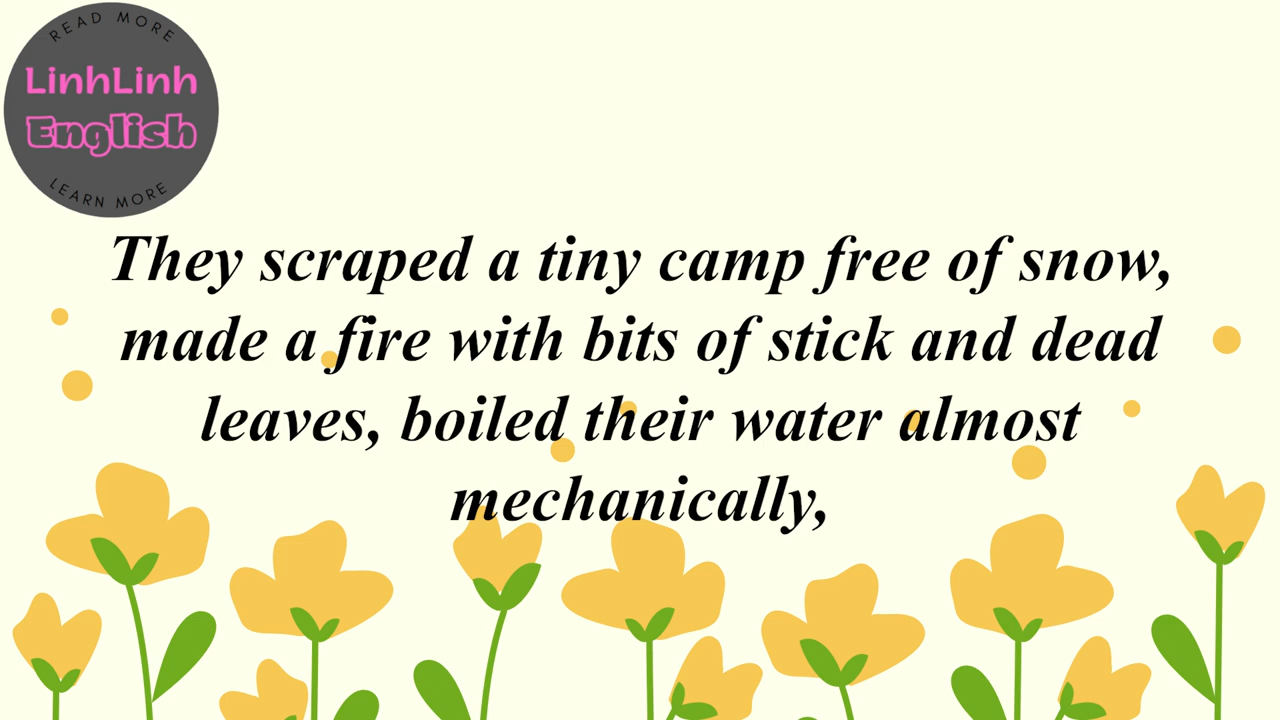 READ MORE
LinhLinh
English
LEARN MORE
They scraped a tiny camp free of snow,
made a fire with bits of stick and dead
leaves, boiled their water almost
mechanically,